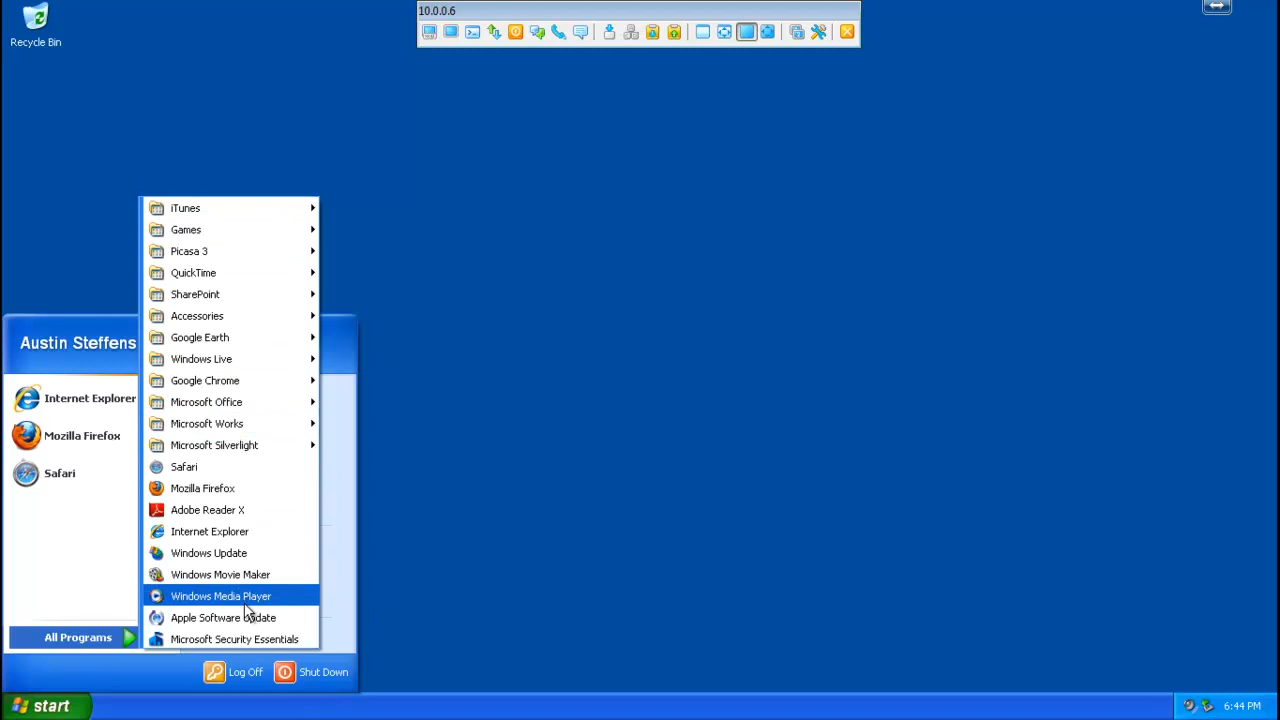 10.0.0.6
Recycle Bin
iTunes
Games
Picasa 3
QuickTime
SharePoint
Accessories
Google Earth
Windows Live
Google Chrome
Microsoft Office
Microsoft Works
Microsoft Silverlight
Safari
Mozilla Firefox
Adobe Reader X
Internet Explorer
Windows Update
Windows Movie Maker
Windows Media Player
Apple Software Update
Microsoft Security Essentials
Austin Steffens
Internet Explorer
Mozilla Firefox
Safari
All Programs
Log Off
Shut Down
start
6:44 PM